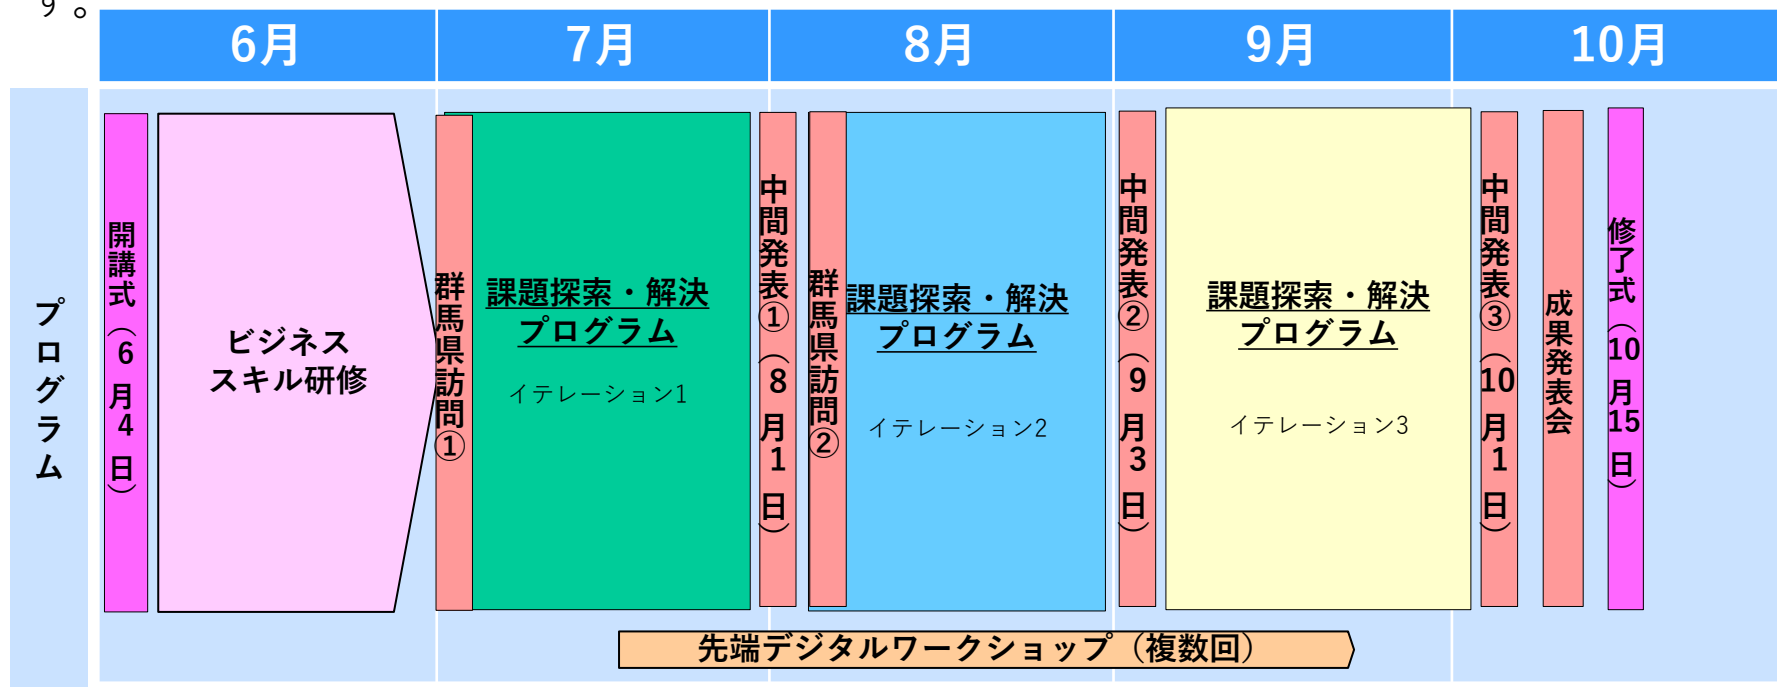 す。
6月
7月
8月
9月
10月
プログラム
開講式（6月4日）
ビジネス
スキル研修
群馬県訪問①
課題探索・解決
プログラム
イテレーション1
中間発表①（8月1日）
群馬県訪問②
課題探索・解決
プログラム
イテレーション2
中間発表②（9月3日）
課題探索・解決
プログラム
イテレーション3
中間発表③（10月1日）
成果発表会
修了式（10月15日）
先端デジタルワークショップ（複数回）